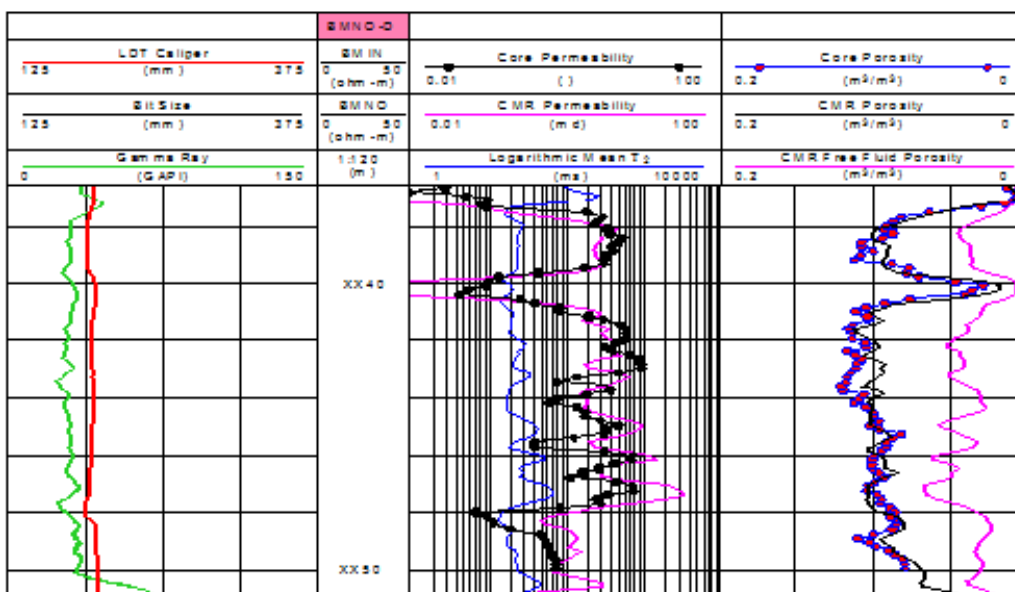 BMNO-D
LDT Caliper
125 (mm) 375
BMIN
0 50
(ohm-m)
Core Permeability
0.01 () 100
Core Porosity
0.2 (m³/m³) 0
Bit Size
125 (mm) 375
BMNO
0 50
(ohm-m)
CMR Permeability
0.01 (md) 100
CMR Porosity
0.2 (m³/m³) 0
Gamma Ray
0 (GAPI) 150
1:120
(m)
Logarithmic Mean T₂
1 (ms) 10000
CMR Free Fluid Porosity
0.2 (m³/m³) 0
XX40
XX50